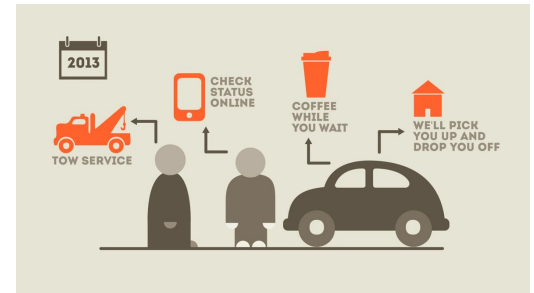 2013
CHECK
STATUS
ONLINE
COFFEE
WHILE
YOU WAIT
WE'LL PICK
YOU UP AND
DROP YOU OFF
TOW SERVICE